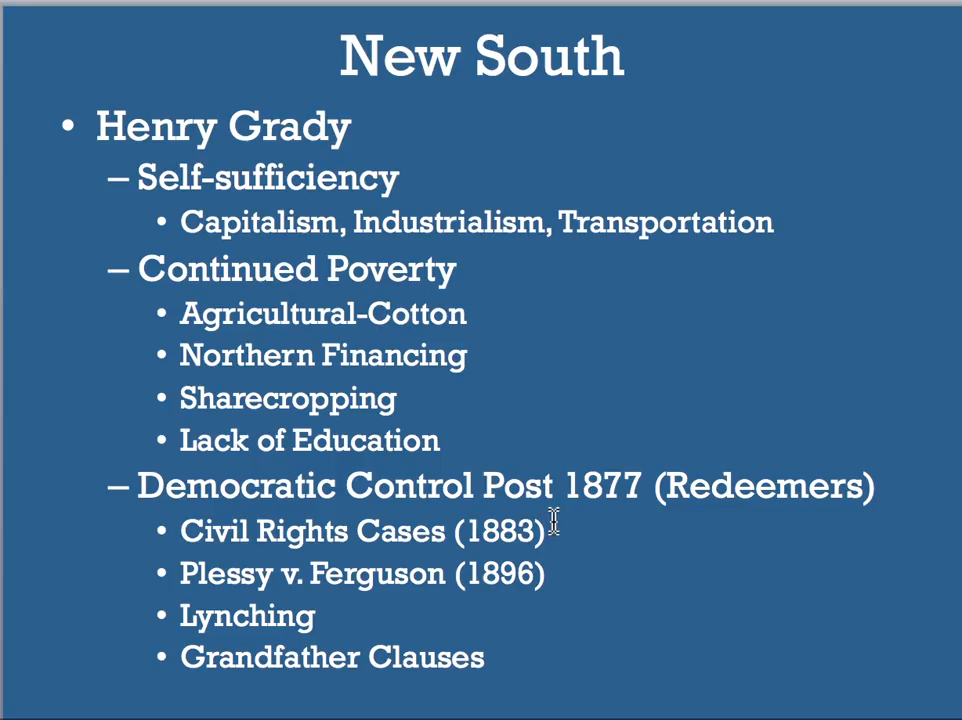 New South
• Henry Grady
– Self-sufficiency
• Capitalism, Industrialism, Transportation
– Continued Poverty
• Agricultural-Cotton
• Northern Financing
• Sharecropping
• Lack of Education
– Democratic Control Post 1877 (Redeemers)
• Civil Rights Cases (1883)
• Plessy v. Ferguson (1896)
• Lynching
• Grandfather Clauses